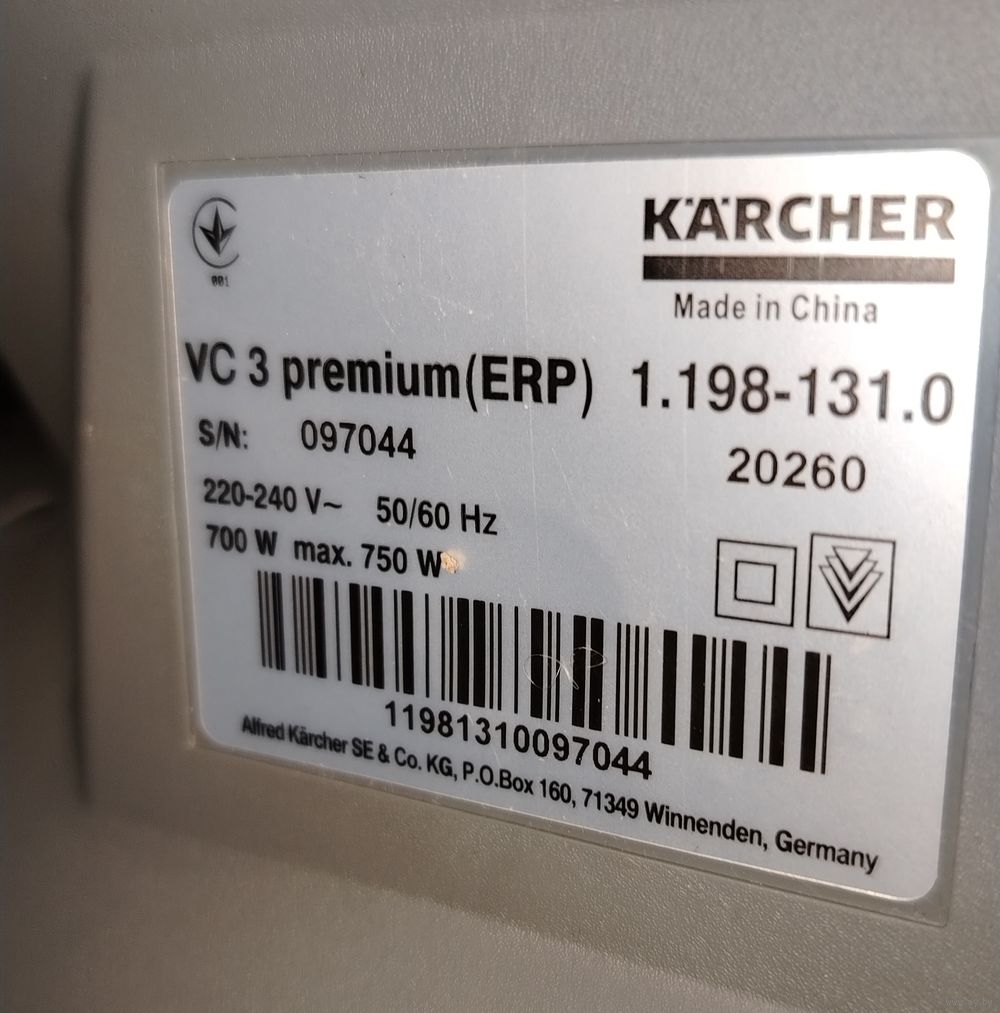 KÄRCHER
001
Made in China
VC 3 premium(ERP) 1.198-131.0
S/N: 097044
20260
220-240 V~ 50/60 Hz
700 W max. 750 W
11981310097044
Alfred Kärcher SE & Co. KG, P.O.Box 160, 71349 Winnenden, Germany